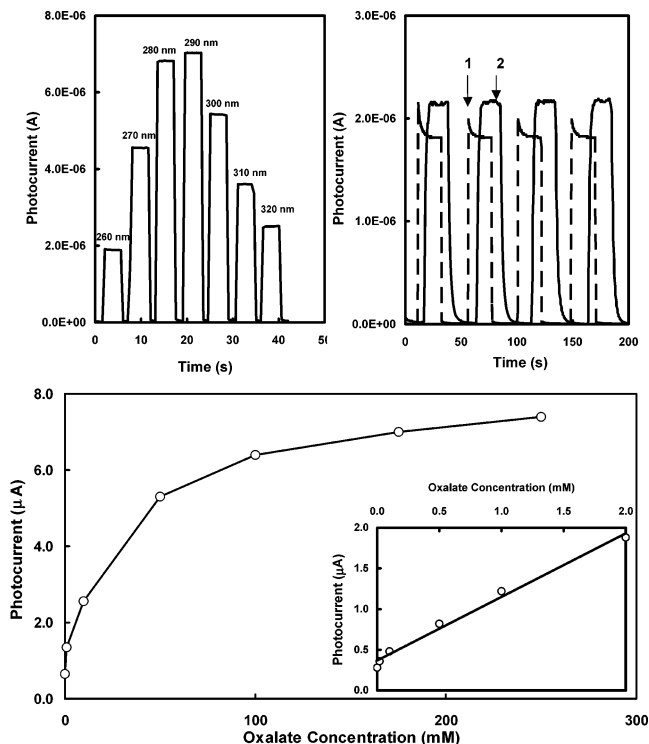 8.0E-06
6.0E-06
4.0E-06
2.0E-06
0.0E+00
Photocurrent (A)
260 nm
270 nm
280 nm
290 nm
300 nm
310 nm
320 nm
0 10 20 30 40 50
Time (s)
3.0E-06
2.0E-06
1.0E-06
0.0E+00
Photocurrent (A)
1 2
0 50 100 150 200
Time (s)
8.0
6.0
4.0
2.0
0.0
Photocurrent (μ A)
0 100 200 300
Oxalate Concentration (mM)
Oxalate Concentration (mM)
0.0 0.5 1.0 2.0
2.0
1.5
1.0
0.5
0.0
Photocurrent (μA)